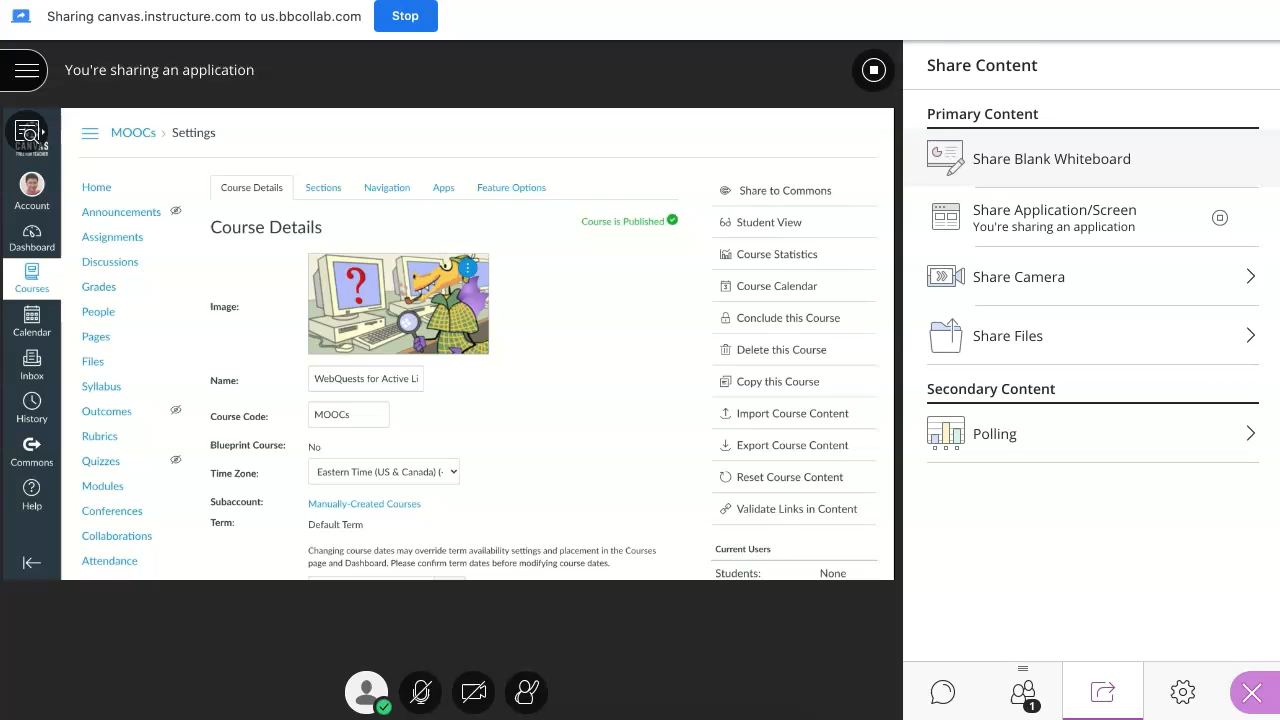 Sharing canvas.instructure.com to us.bbcollab.com
Stop
You're sharing an application
CANVAS
Account
Dashboard
Courses
Calendar
Inbox
History
Commons
Help
MOOCs › Settings
Home
Announcements
Assignments
Discussions
Grades
People
Pages
Files
Syllabus
Outcomes
Rubrics
Quizzes
Modules
Conferences
Collaborations
Attendance
Course Details
Sections
Navigation
Apps
Feature Options
Course Details
Course is Published
Image:
?
Name:
WebQuests for Active Li
Course Code:
MOOCs
Blueprint Course:
No
Time Zone:
Eastern Time (US & Canada) (-
Subaccount:
Manually-Created Courses
Term:
Default Term
Changing course dates may override term availability settings and placement in the Courses
page and Dashboard. Please confirm term dates before modifying course dates.
Share to Commons
Student View
Course Statistics
Course Calendar
Conclude this Course
Delete this Course
Copy this Course
Import Course Content
Export Course Content
Reset Course Content
Validate Links in Content
Current Users
Students: None
Share Content
Primary Content
Share Blank Whiteboard
Share Application/Screen
You're sharing an application
Share Camera
Share Files
Secondary Content
Polling
1